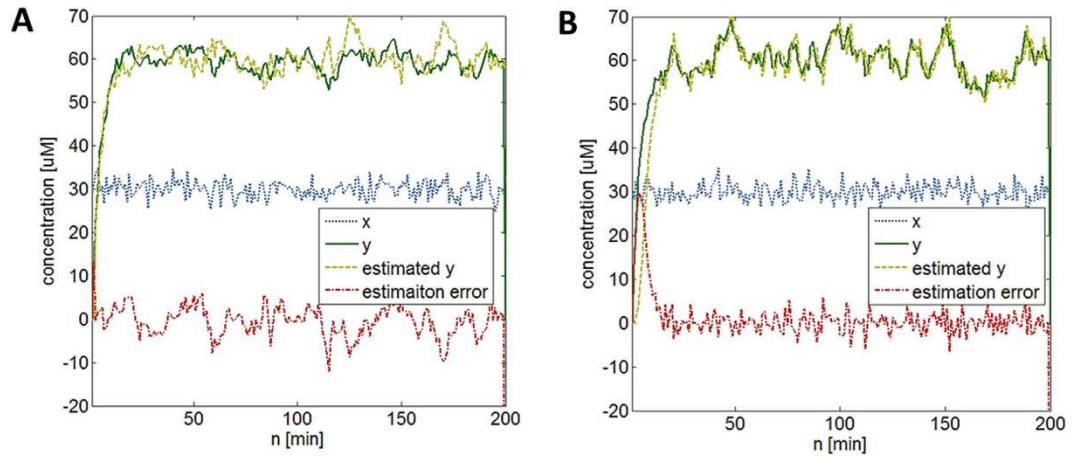 A
70
60
50
40
30
20
10
0
-10
-20
concentration [uM]
x
y
estimated y
estimaiton error
50
100
150
200
n [min]
B
70
60
50
40
30
20
10
0
-10
-20
concentration [uM]
x
y
estimated y
estimation error
50
100
150
200
n [min]